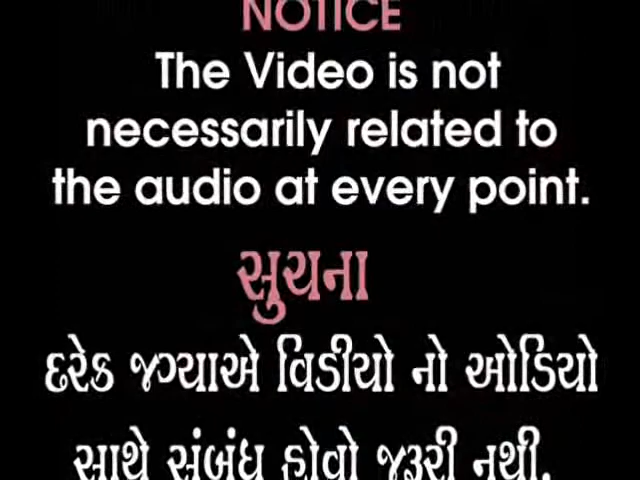 NOTICE
The Video is not
necessarily related to
the audio at every point.
સુચના
દરેક જગ્યાએ વિડીયો નો ઓડિયો
સાથે સંબંધ હોવો જરૂરી નથી.